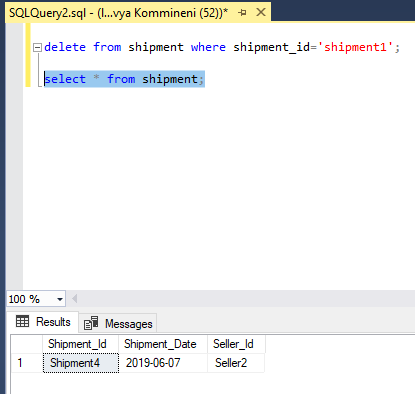 SQLQuery2.sql - (l...vya Kommineni (52))*
delete from shipment where shipment_id='shipment1';
select * from shipment;
100 %
Results Messages
Shipment_Id Shipment_Date Seller_Id
1 Shipment4 2019-06-07 Seller2